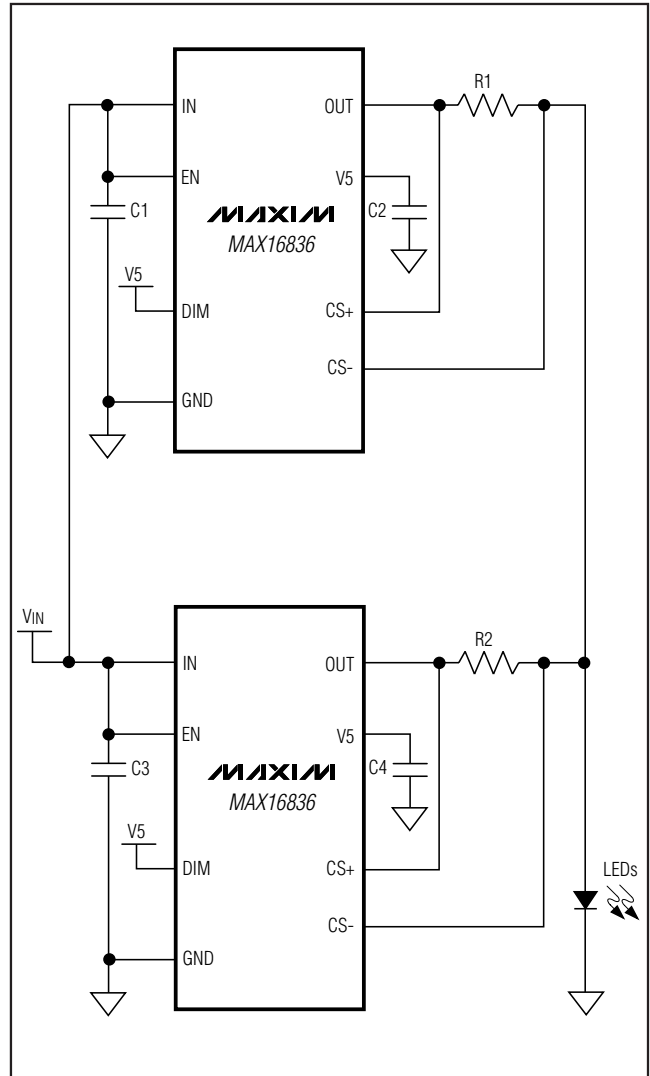 IN
OUT
R1
EN
V5
C1
C2
MAXIM
MAX16836
V5
DIM
CS+
CS-
GND
VIN
IN
OUT
R2
EN
V5
C3
C4
MAXIM
MAX16836
V5
DIM
CS+
LEDs
CS-
GND